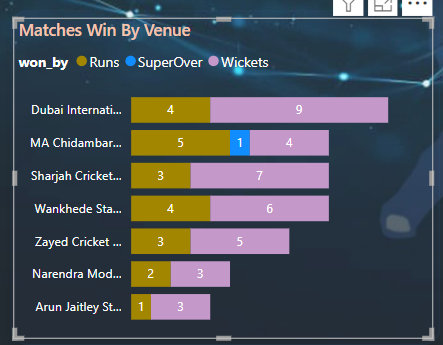 Matches Win By Venue
won_by Runs SuperOver Wickets
Dubai Internati... 4 9
MA Chidambar... 5 1 4
Sharjah Cricket... 3 7
Wankhede Sta... 4 6
Zayed Cricket ... 3 5
Narendra Mod... 2 3
Arun Jaitley St... 1 3